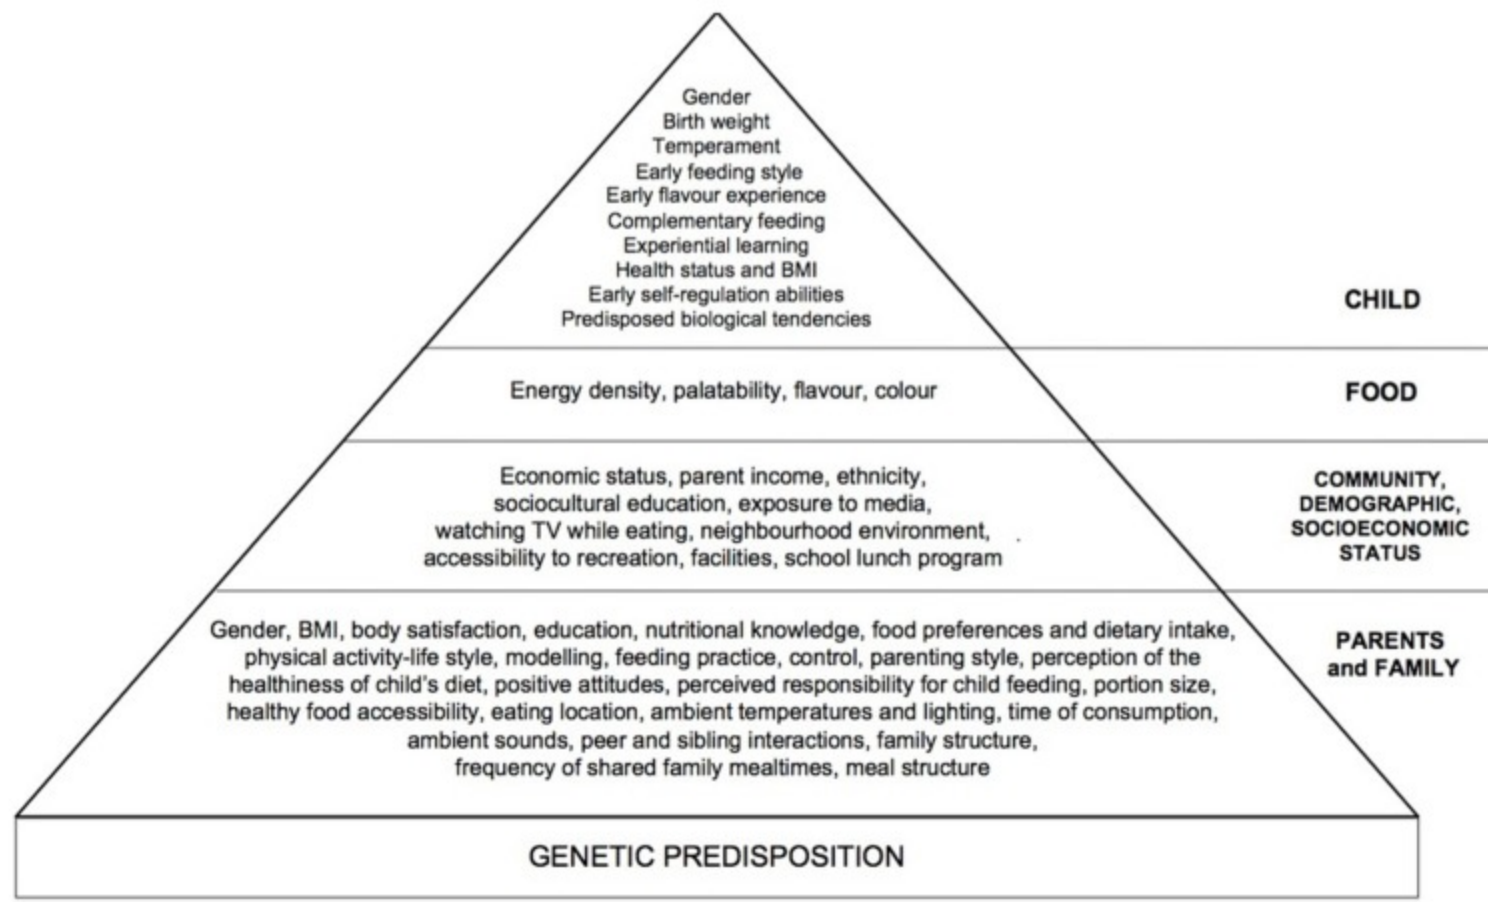 Gender
Birth weight
Temperament
Early feeding style
Early flavour experience
Complementary feeding
Experiential learning
Health status and BMI
Early self-regulation abilities
Predisposed biological tendencies
CHILD
Energy density, palatability, flavour, colour
FOOD
Economic status, parent income, ethnicity,
sociocultural education, exposure to media,
watching TV while eating, neighbourhood environment,
accessibility to recreation, facilities, school lunch program
COMMUNITY,
DEMOGRAPHIC,
SOCIOECONOMIC
STATUS
Gender, BMI, body satisfaction, education, nutritional knowledge, food preferences and dietary intake,
physical activity-life style, modelling, feeding practice, control, parenting style, perception of the
healthiness of child's diet, positive attitudes, perceived responsibility for child feeding, portion size,
healthy food accessibility, eating location, ambient temperatures and lighting, time of consumption,
ambient sounds, peer and sibling interactions, family structure,
frequency of shared family mealtimes, meal structure
PARENTS
and FAMILY
GENETIC PREDISPOSITION